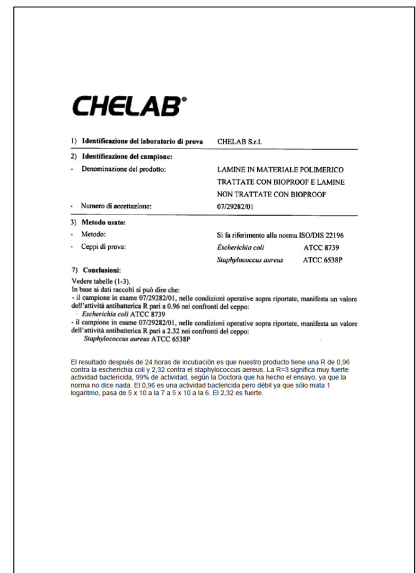 CHELAB®
1) Identificazione del laboratorio di prova CHELAB S.r.l.
2) Identificazione del campione:
- Denominazione del prodotto: LAMINE IN MATERIALE POLIMERICO
TRATTATE CON BIOPROOF E LAMINE
NON TRATTATE CON BIOPROOF
- Numero di accettazione: 07/29282/01
3) Metodo usato:
- Metodo: Si fa riferimento alla norma ISO/DIS 22196
- Ceppi di prova: Escherichia coli ATCC 8739
Staphylococcus aureus ATCC 6538P
7) Conclusioni:
Vedere tabelle (1-3).
In base ai dati raccolti si può dire che:
- il campione in esame 07/29282/01, nelle condizioni operative sopra riportate, manifesta un valore
dell'attività antibatterica R pari a 0.96 nei confronti del ceppo:
Escherichia coli ATCC 8739
- il campione in esame 07/29282/01, nelle condizioni operative sopra riportate, manifesta un valore
dell'attività antibatterica R pari a 2.32 nei confronti del ceppo:
Staphylococcus aureus ATCC 6538P
El resultado después de 24 horas de incubación es que nuestro producto tiene una R de 0,96
contra la escherichia coli y 2,32 contra el staphylococcus aereus. La R=3 significa muy fuerte
actividad bactericida, 99% de actividad, según la Doctora que ha hecho el ensayo, ya que la
norma no dice nada. El 0,96 es una actividad bactericida pero débil ya que sólo mata 1
logaritmo, pasa de 5 x 10 a la 7 a 5 x 10 a la 6. El 2,32 es fuerte.